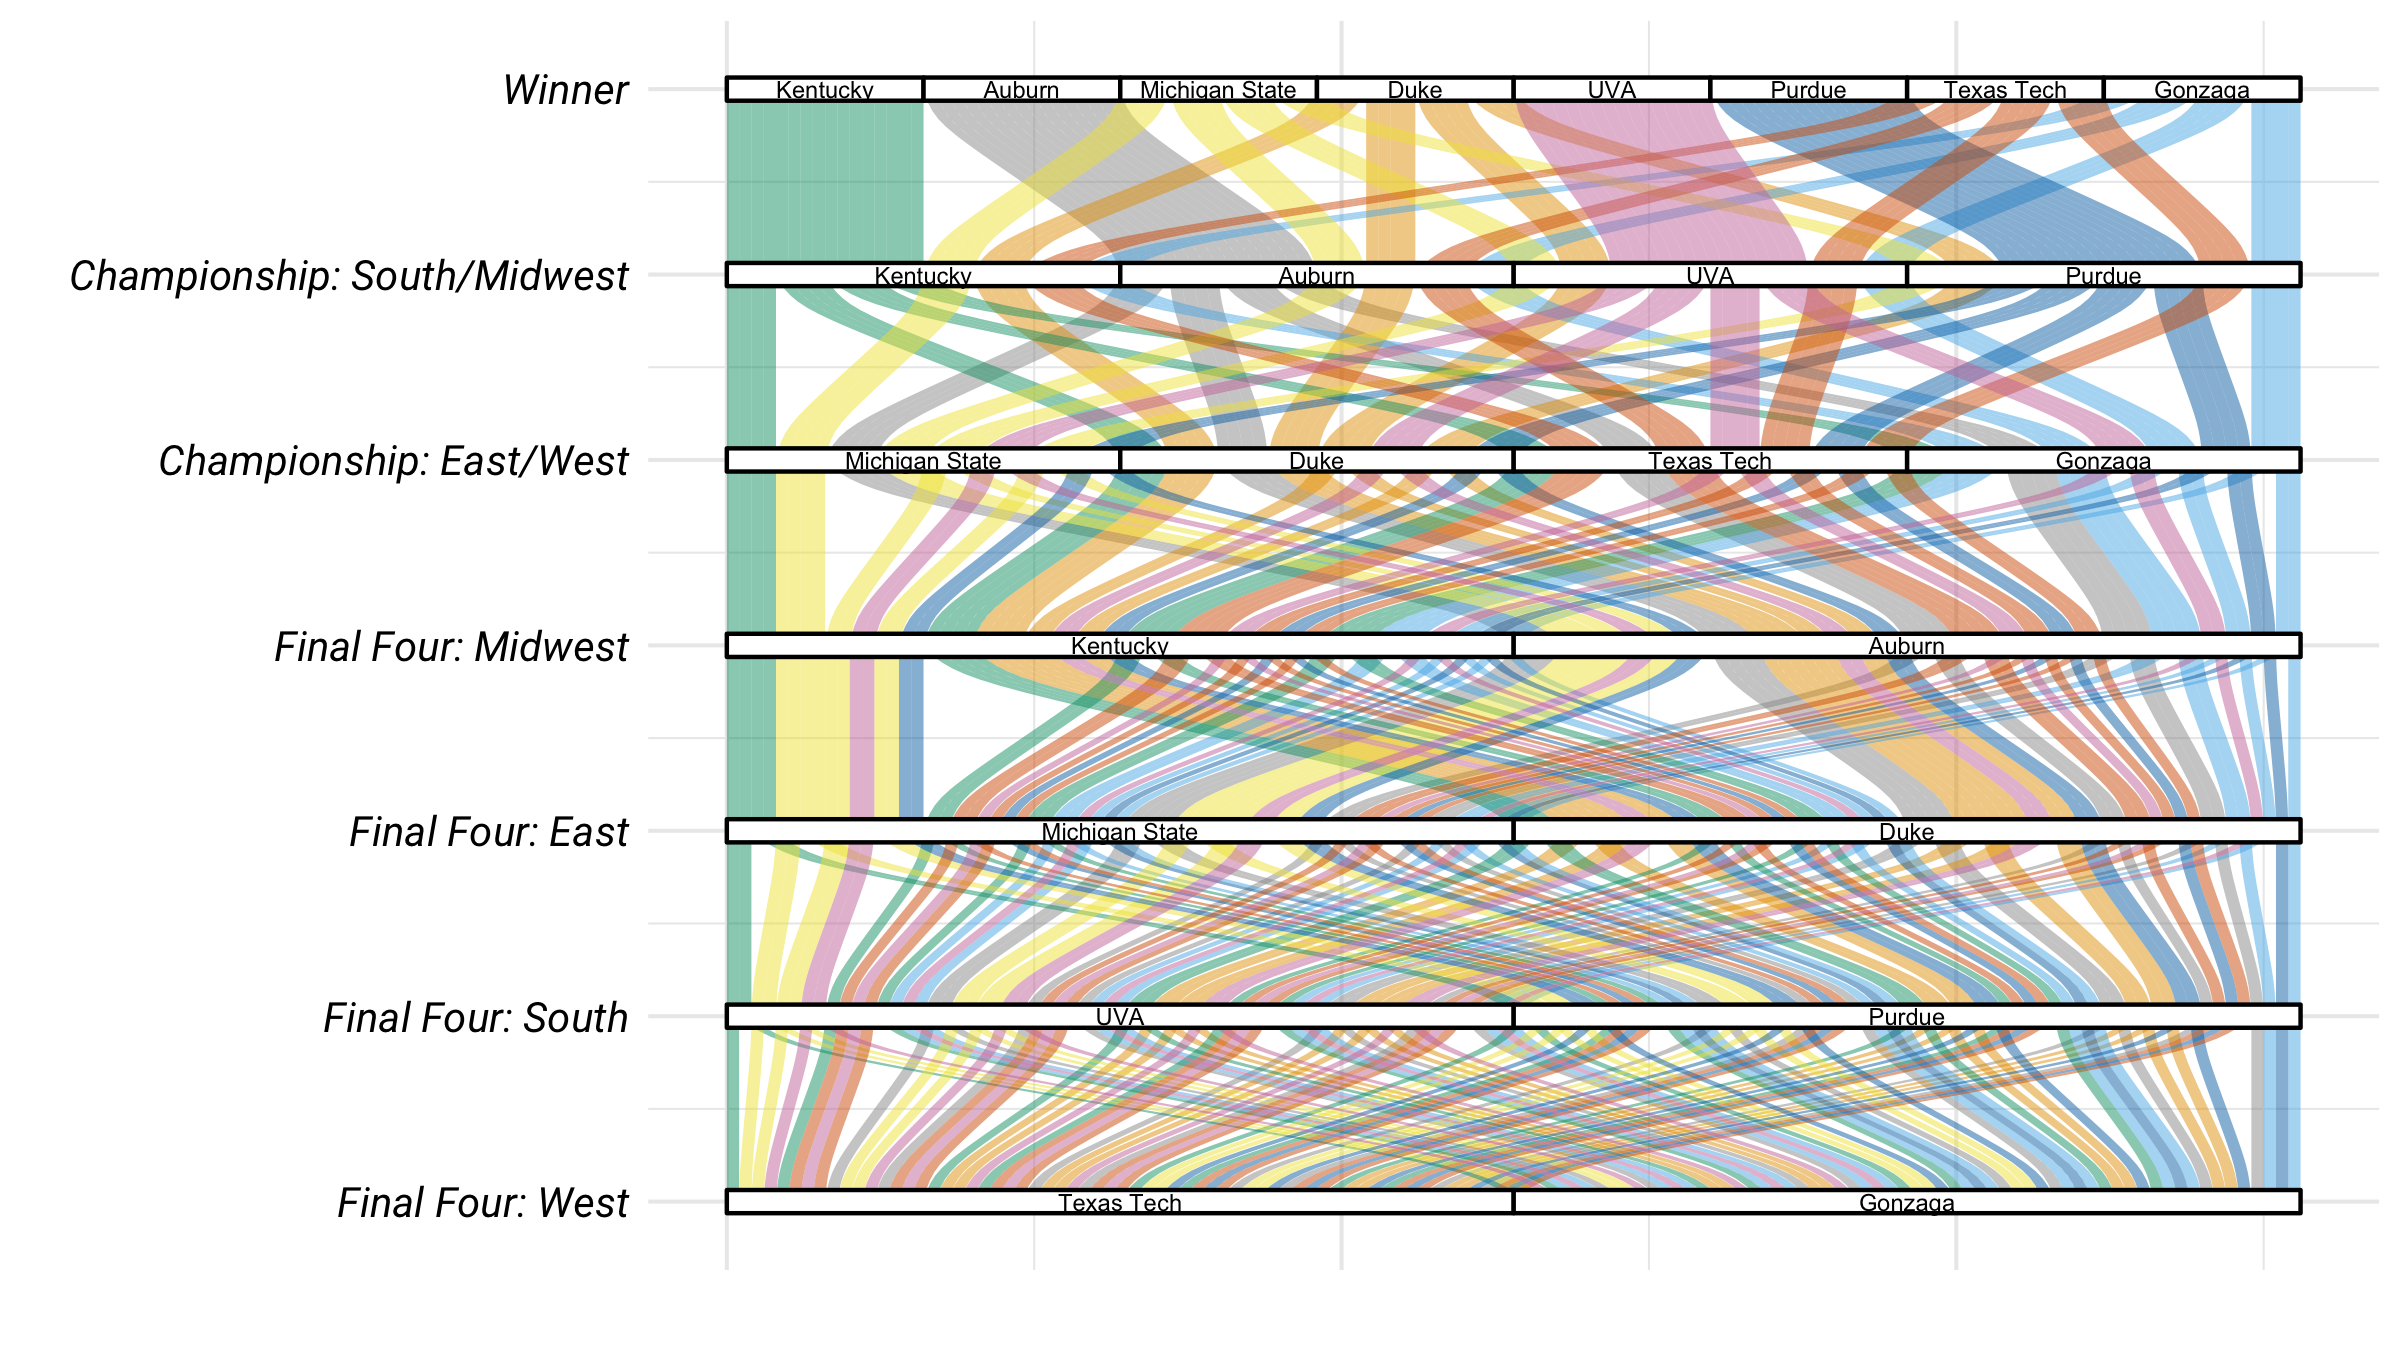 Winner
Kentucky Auburn Michigan State Duke UVA Purdue Texas Tech Gonzaga
Championship: South/Midwest
Kentucky Auburn UVA Purdue
Championship: East/West
Michigan State Duke Texas Tech Gonzaga
Final Four: Midwest
Kentucky Auburn
Final Four: East
Michigan State Duke
Final Four: South
UVA Purdue
Final Four: West
Texas Tech Gonzaga